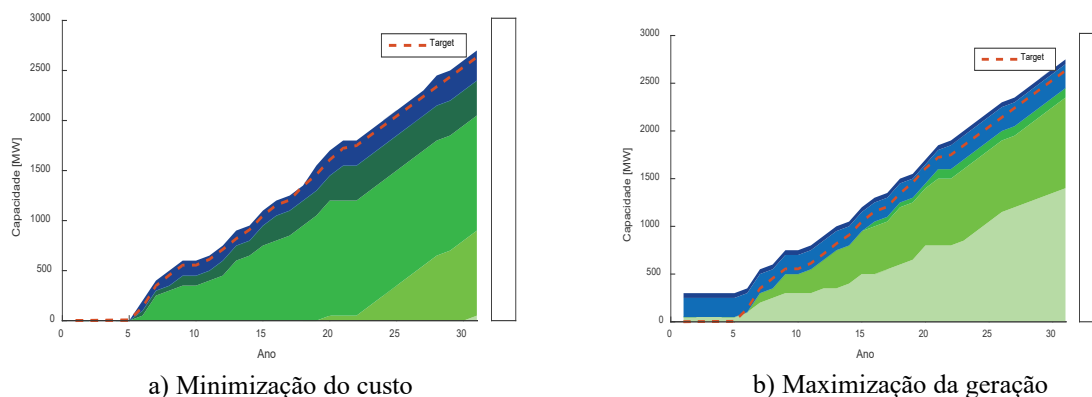 3000
2500
2000
1500
1000
500
0
Capacidade [MW]
Target
0 5 10 15 20 25 30
Ano
a) Minimização do custo
3000
2500
2000
1500
1000
500
0
Capacidade [MW]
Target
0 5 10 15 20 25 30
Ano
b) Maximização da geração